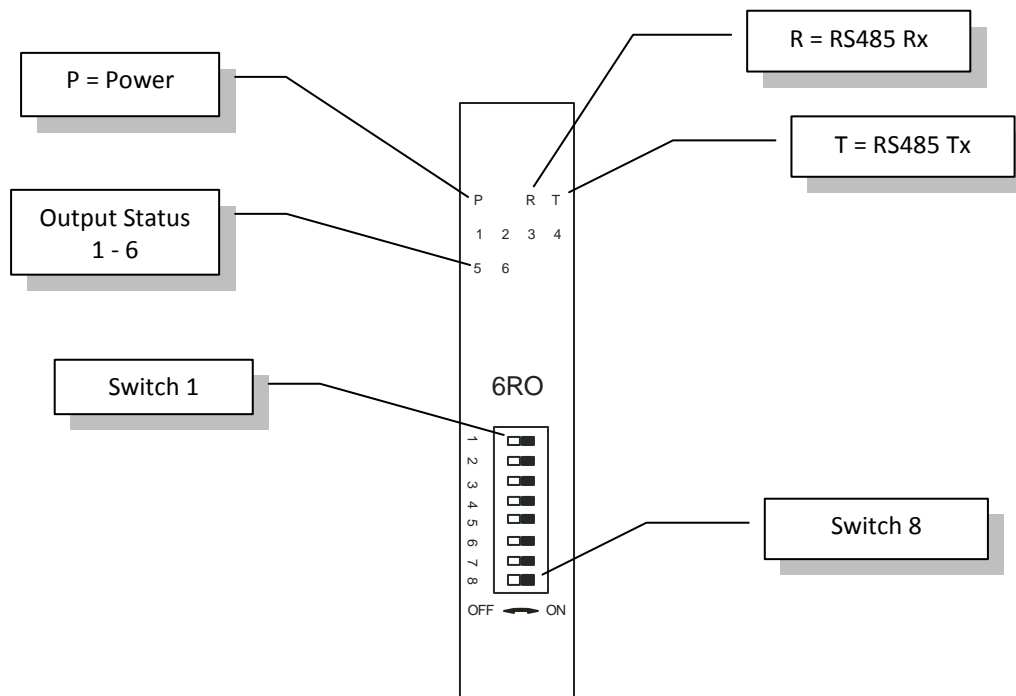 R = RS485 Rx
P = Power
T = RS485 Tx
P R T
Output Status
1 - 6
1 2 3 4
5 6
Switch 1
6RO
1
2
3
4
5
6
7
8
Switch 8
OFF ON